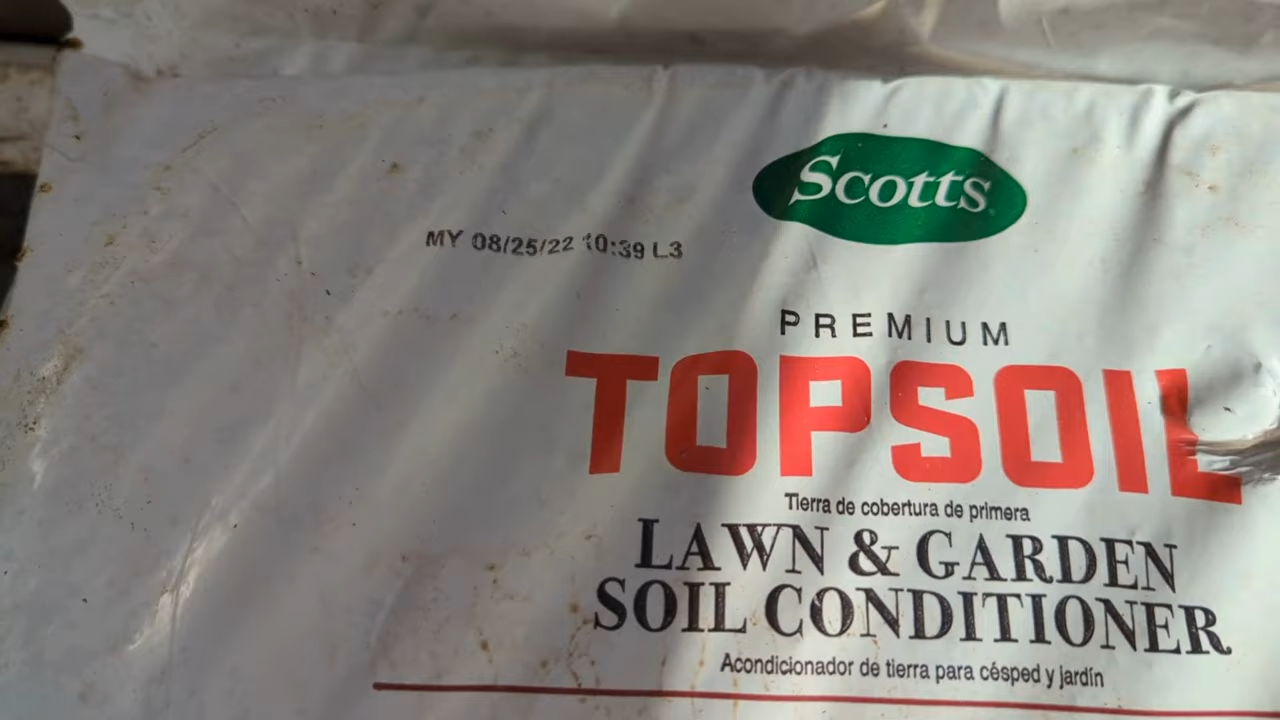 Scotts
MY 08/25/22 10:39 L3
PREMIUM
TOPSOIL
Tierra de cobertura de primera
LAWN & GARDEN
SOIL CONDITIONER
Acondicionador de tierra para césped y jardín